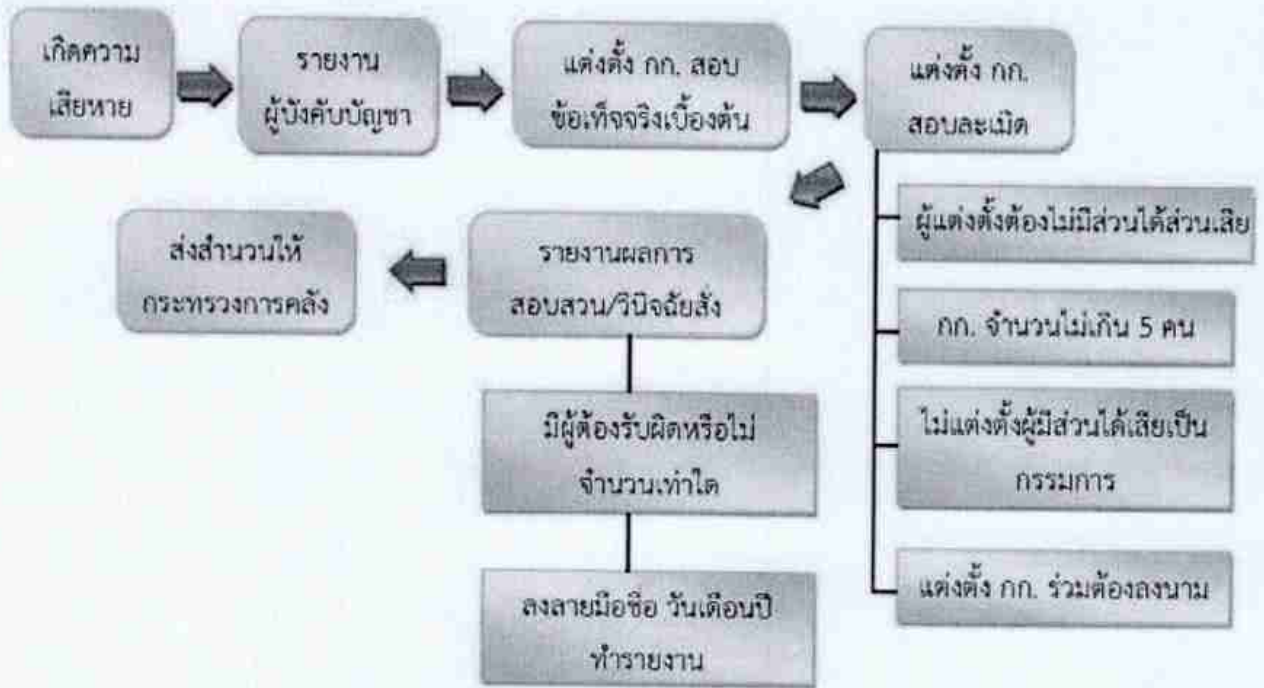 เกิดความ
เสียหาย
รายงาน
ผู้บังคับบัญชา
แต่งตั้ง กก. สอบ
ข้อเท็จจริงเบื้องต้น
แต่งตั้ง กก.
สอบละเมิด
ผู้แต่งตั้งต้องไม่มีส่วนได้ส่วนเสีย
กก. จำนวนไม่เกิน 5 คน
ไม่แต่งตั้งผู้มีส่วนได้เสียเป็น
กรรมการ
แต่งตั้ง กก. ร่วมต้องลงนาม
รายงานผลการ
สอบสวน/วินิจฉัยสั่ง
มีผู้ต้องรับผิดหรือไม่
จำนวนเท่าใด
ลงลายมือชื่อ วันเดือนปี
ทำรายงาน
ส่งสำนวนให้
กระทรวงการคลัง